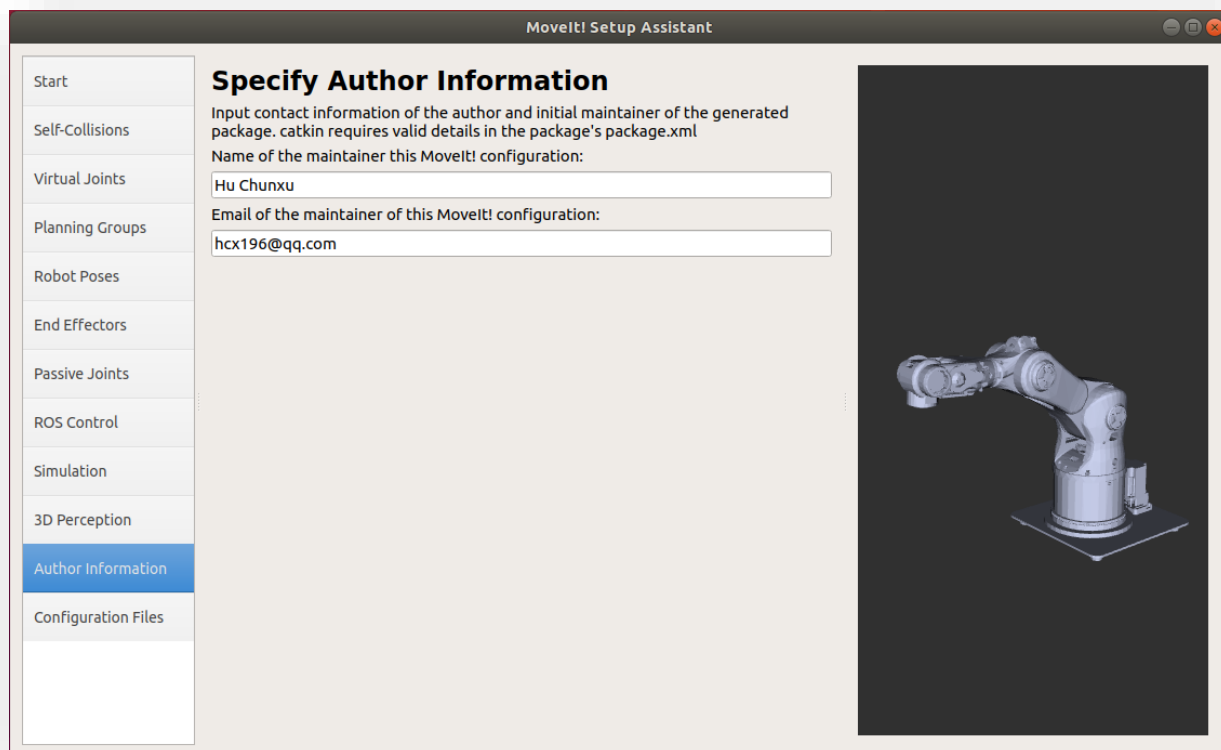 MoveIt! Setup Assistant
Start
Self-Collisions
Virtual Joints
Planning Groups
Robot Poses
End Effectors
Passive Joints
ROS Control
Simulation
3D Perception
Author Information
Configuration Files
Specify Author Information
Input contact information of the author and initial maintainer of the generated
package. catkin requires valid details in the package's package.xml
Name of the maintainer this MoveIt! configuration:
Hu Chunxu
Email of the maintainer of this MoveIt! configuration:
hcx196@qq.com